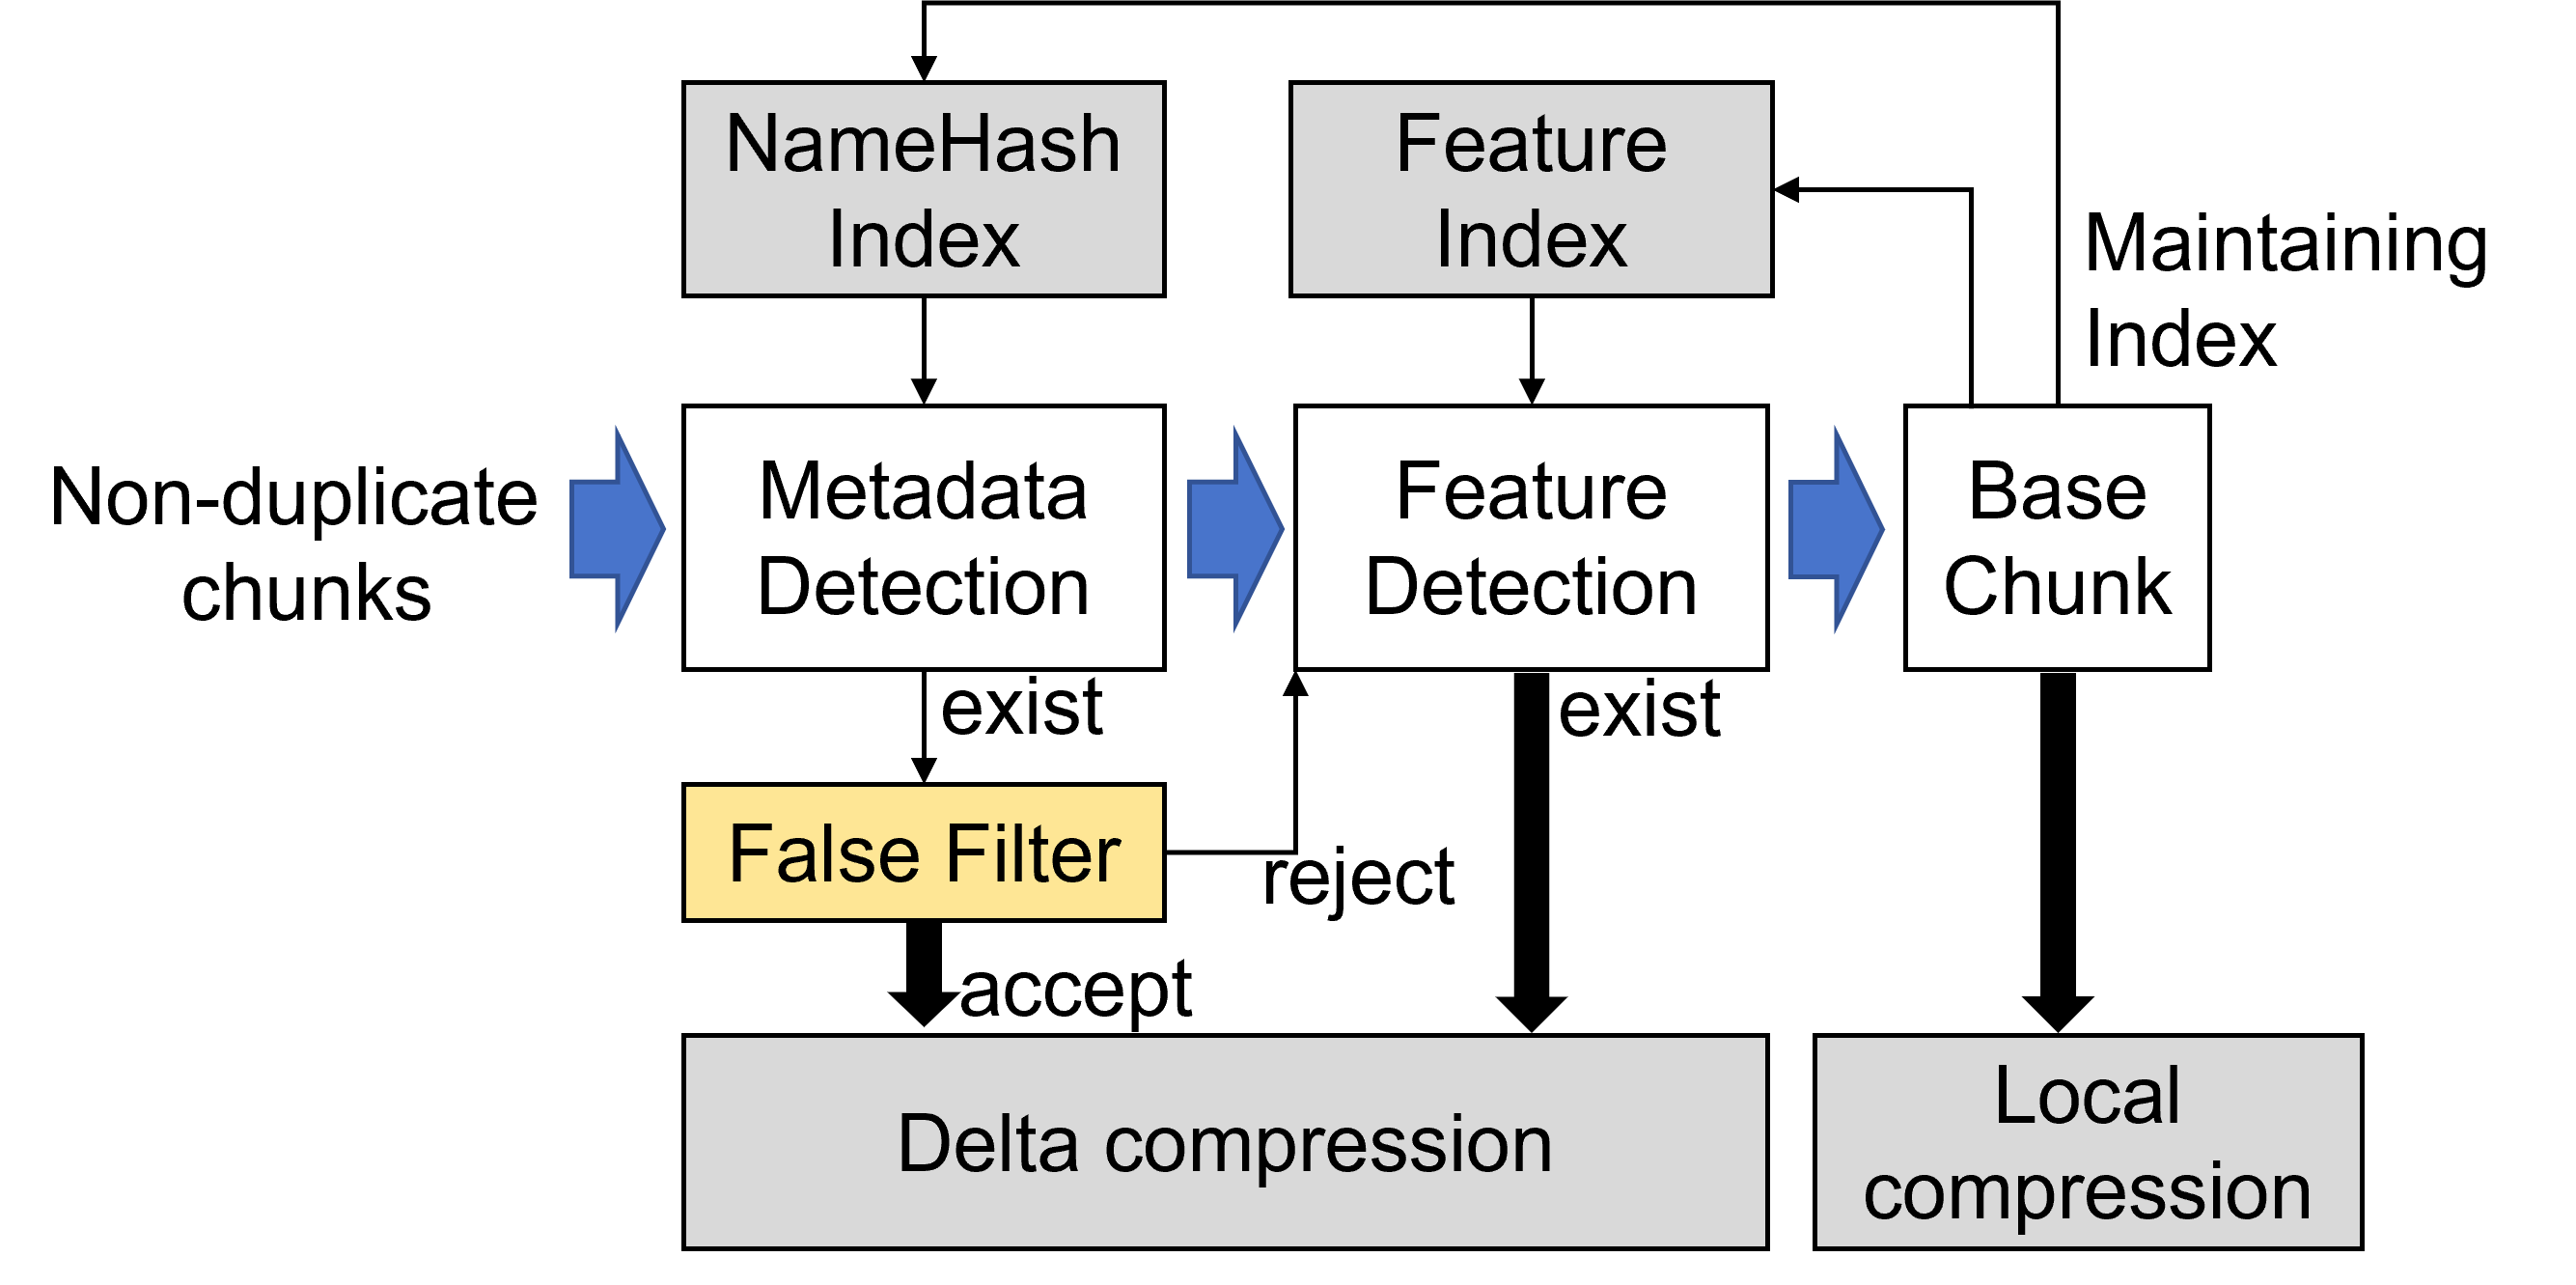 NameHash
Index
Feature
Index
Maintaining
Index
Non-duplicate
chunks
Metadata
Detection
Feature
Detection
Base
Chunk
exist
exist
False Filter
reject
accept
Delta compression
Local
compression